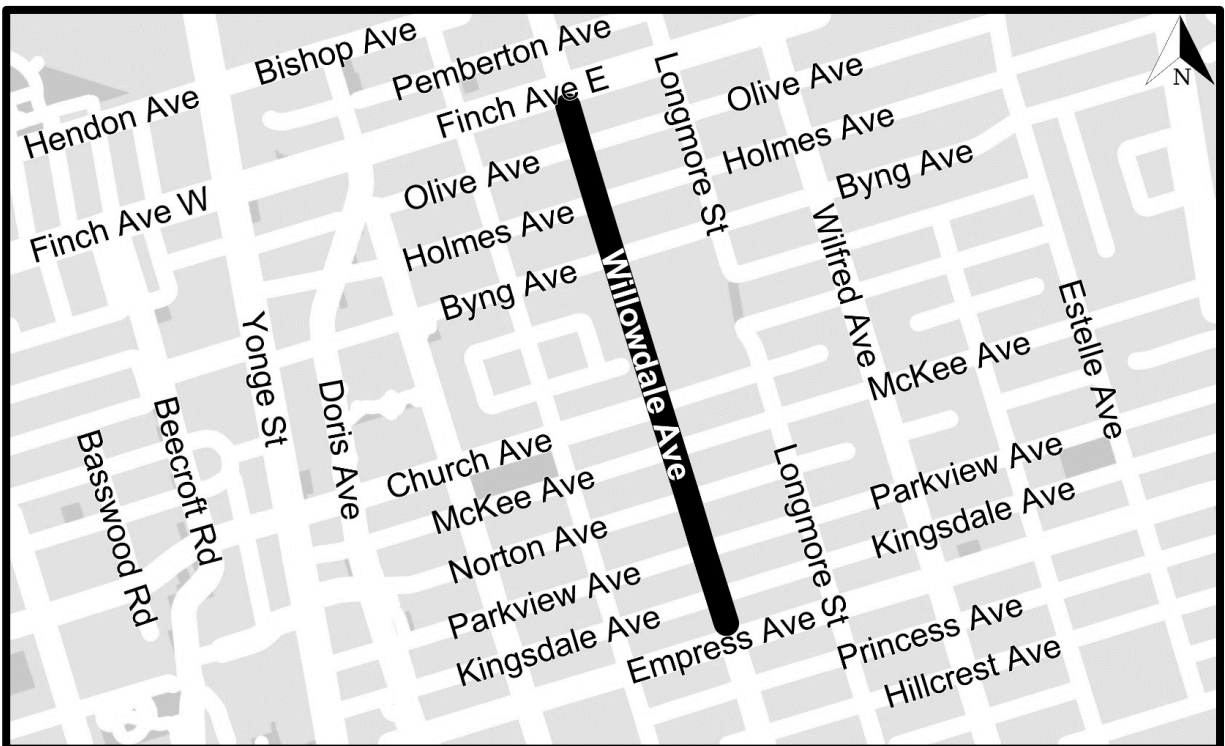 Bishop Ave
Pemberton Ave
Hendon Ave
Finch Ave E
Longmore St
Olive Ave
N
Finch Ave W
Olive Ave
Holmes Ave
Byng Ave
Holmes Ave
Byng Ave
Willowdale Ave
Wilfred Ave
Yonge St
Doris Ave
McKee Ave
Estelle Ave
Basswood Rd
Beecroft Rd
Church Ave
McKee Ave
Norton Ave
Parkview Ave
Kingsdale Ave
Longmore St
Parkview Ave
Kingsdale Ave
Empress Ave
Princess Ave
Hillcrest Ave